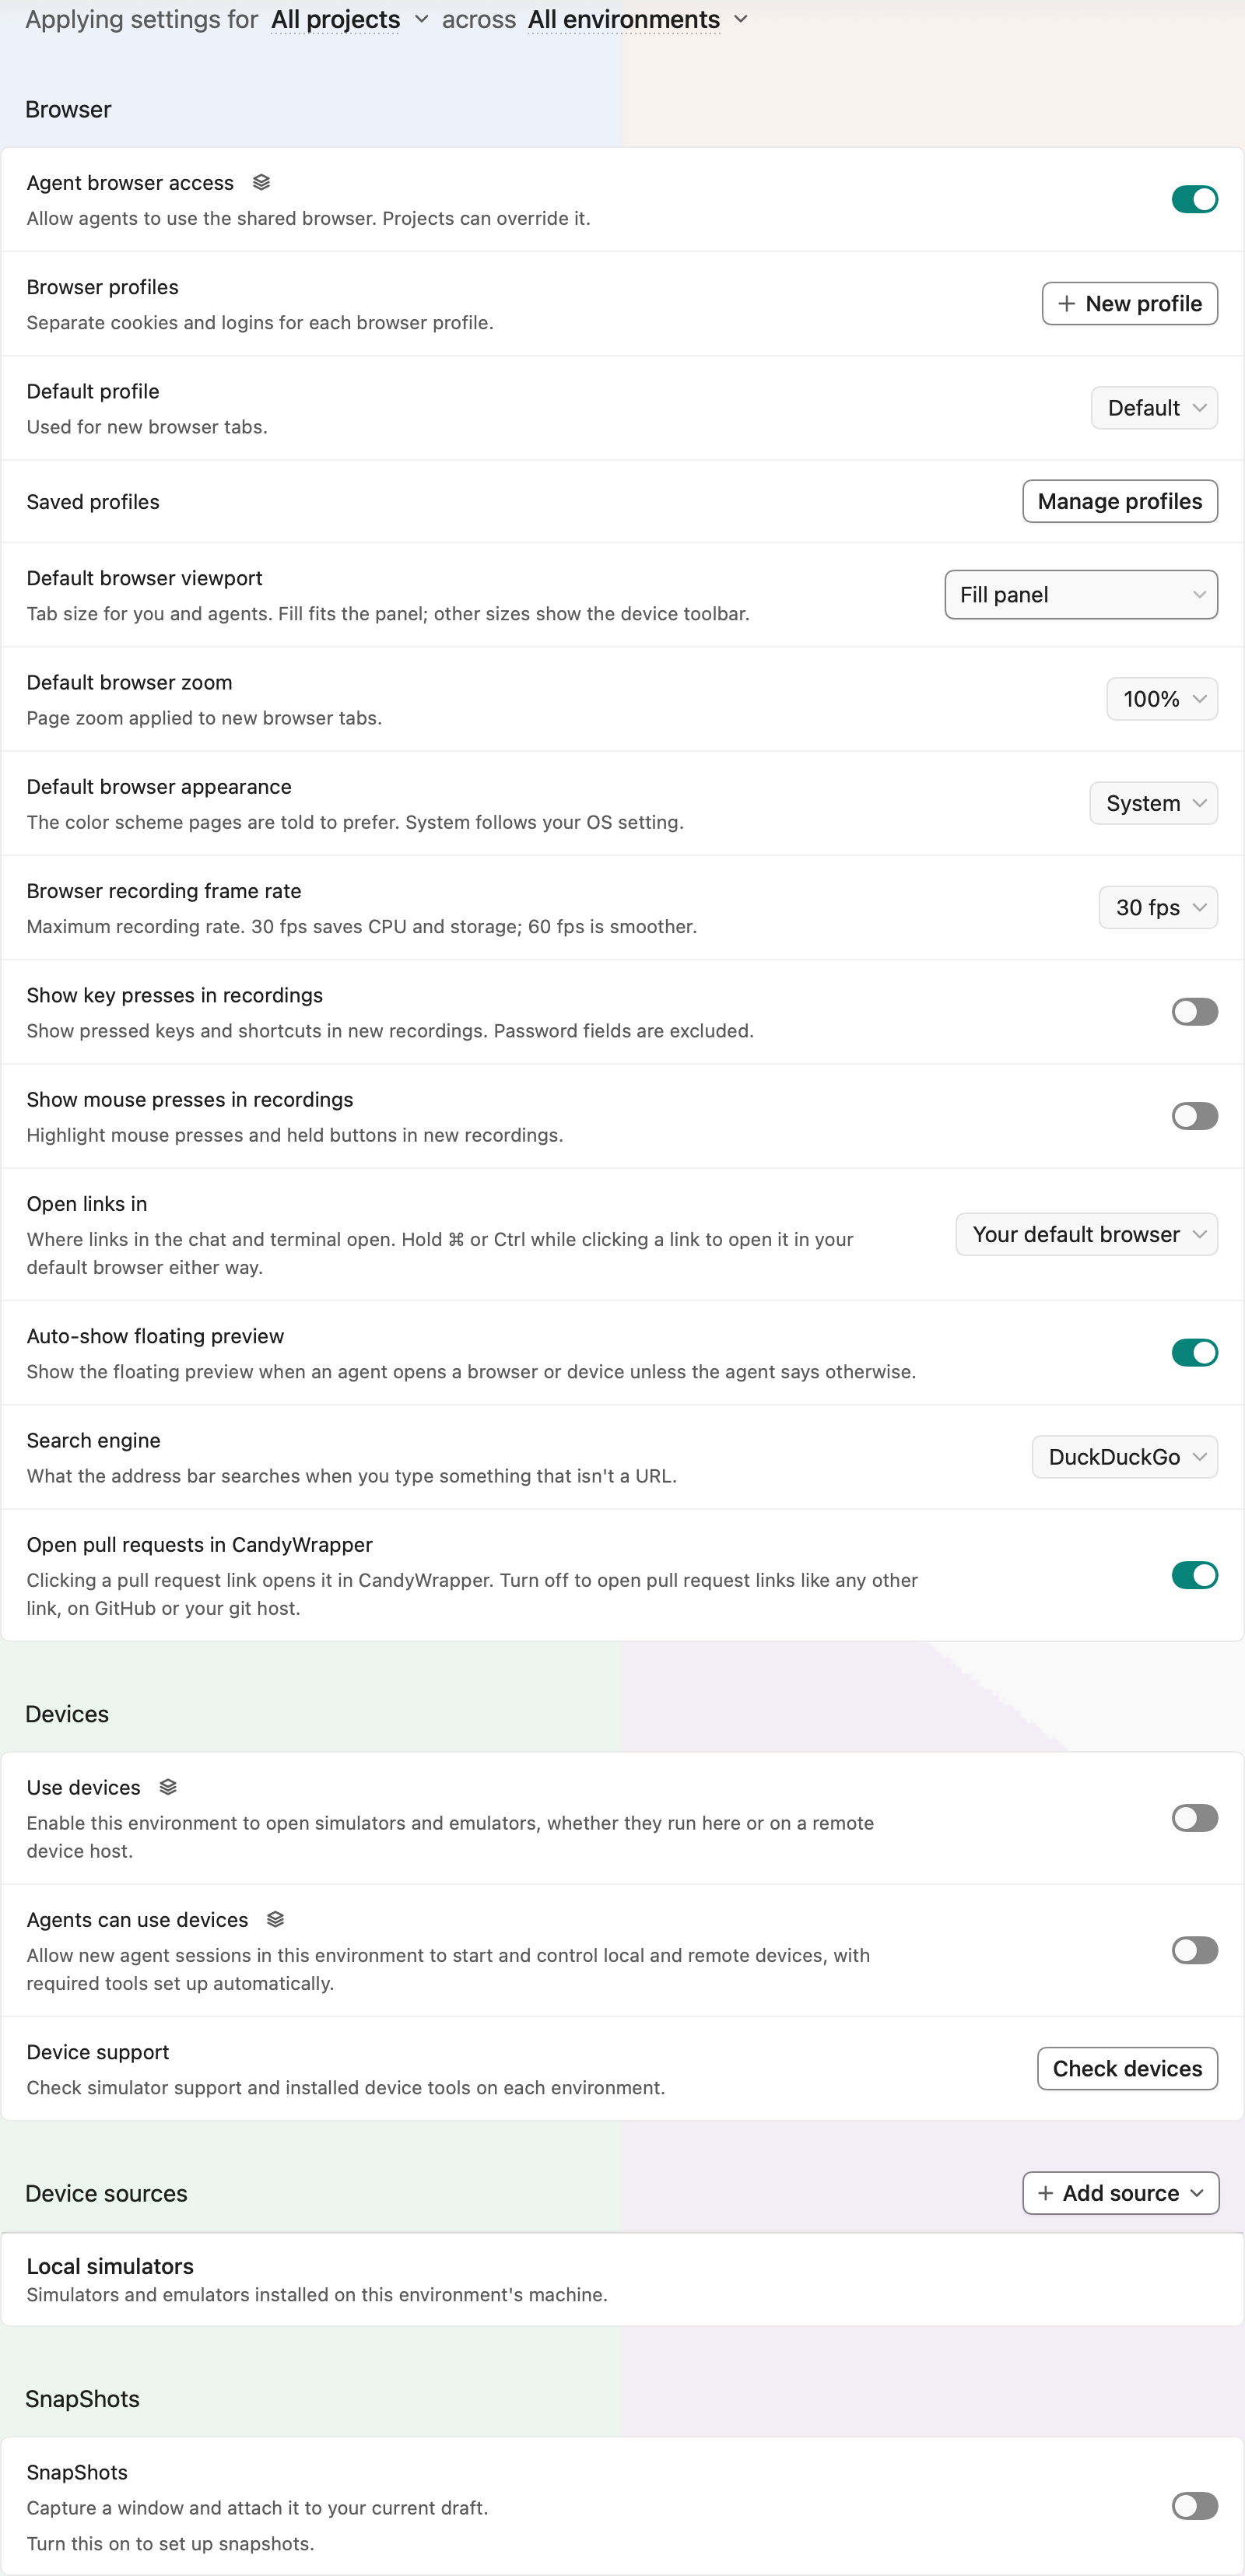 Applying settings for All projects across All environments
Browser
Agent browser access
Allow agents to use the shared browser. Projects can override it.
Browser profiles
Separate cookies and logins for each browser profile.
+ New profile
Default profile
Used for new browser tabs.
Default
Saved profiles
Manage profiles
Default browser viewport
Tab size for you and agents. Fill fits the panel; other sizes show the device toolbar.
Fill panel
Default browser zoom
Page zoom applied to new browser tabs.
100%
Default browser appearance
The color scheme pages are told to prefer. System follows your OS setting.
System
Browser recording frame rate
Maximum recording rate. 30 fps saves CPU and storage; 60 fps is smoother.
30 fps
Show key presses in recordings
Show pressed keys and shortcuts in new recordings. Password fields are excluded.
Show mouse presses in recordings
Highlight mouse presses and held buttons in new recordings.
Open links in
Where links in the chat and terminal open. Hold ⌘ or Ctrl while clicking a link to open it in your
default browser either way.
Your default browser
Auto-show floating preview
Show the floating preview when an agent opens a browser or device unless the agent says otherwise.
Search engine
What the address bar searches when you type something that isn't a URL.
DuckDuckGo
Open pull requests in CandyWrapper
Clicking a pull request link opens it in CandyWrapper. Turn off to open pull request links like any other
link, on GitHub or your git host.
Devices
Use devices
Enable this environment to open simulators and emulators, whether they run here or on a remote
device host.
Agents can use devices
Allow new agent sessions in this environment to start and control local and remote devices, with
required tools set up automatically.
Device support
Check simulator support and installed device tools on each environment.
Check devices
Device sources
+ Add source
Local simulators
Simulators and emulators installed on this environment's machine.
SnapShots
SnapShots
Capture a window and attach it to your current draft.
Turn this on to set up snapshots.